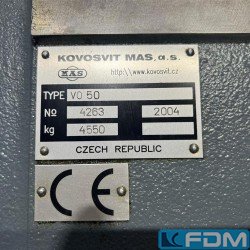 KOVOSVIT MAS, a.s.
MAS http://www.kovosvit.cz
TYPE VO 50
No 4263 2004
kg 4550
CZECH REPUBLIC
CE
FDM